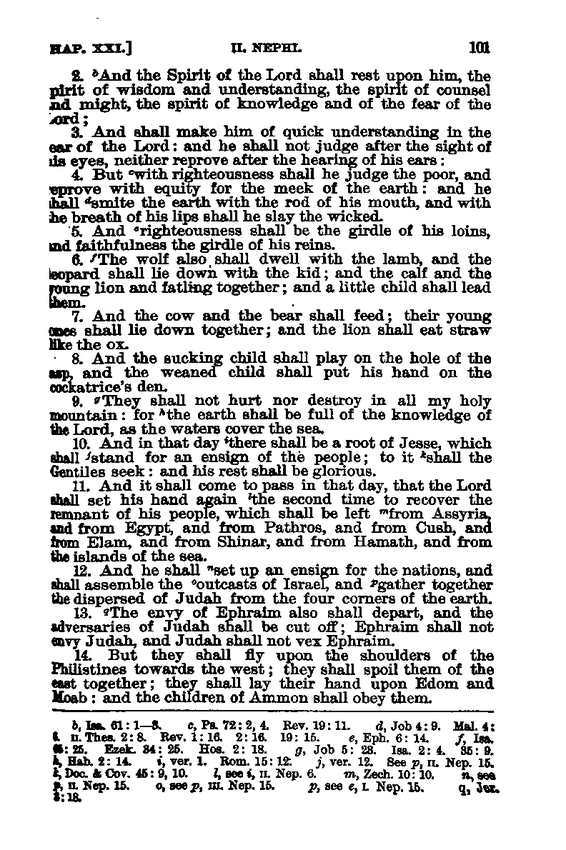 HAP. XXI.] II. NEPHI. 101
2. ᵇAnd the Spirit of the Lord shall rest upon him, the
pirit of wisdom and understanding, the spirit of counsel
nd might, the spirit of knowledge and of the fear of the
ord;
3. And shall make him of quick understanding in the
ear of the Lord: and he shall not judge after the sight of
his eyes, neither reprove after the hearing of his ears:
4. But ᶜwith righteousness shall he judge the poor, and
eprove with equity for the meek of the earth: and he
shall ᵈsmite the earth with the rod of his mouth, and with
he breath of his lips shall he slay the wicked.
5. And ᵉrighteousness shall be the girdle of his loins,
and faithfulness the girdle of his reins.
6. ᶠThe wolf also shall dwell with the lamb, and the
leopard shall lie down with the kid; and the calf and the
young lion and fatling together; and a little child shall lead
them.
7. And the cow and the bear shall feed; their young
ones shall lie down together; and the lion shall eat straw
like the ox.
8. And the sucking child shall play on the hole of the
asp, and the weaned child shall put his hand on the
cockatrice's den.
9. ᵍThey shall not hurt nor destroy in all my holy
mountain: for ʰthe earth shall be full of the knowledge of
the Lord, as the waters cover the sea.
10. And in that day ⁱthere shall be a root of Jesse, which
shall ʲstand for an ensign of the people; to it ᵏshall the
Gentiles seek: and his rest shall be glorious.
11. And it shall come to pass in that day, that the Lord
shall set his hand again ˡthe second time to recover the
remnant of his people, which shall be left ᵐfrom Assyria,
and from Egypt, and from Pathros, and from Cush, and
from Elam, and from Shinar, and from Hamath, and from
the islands of the sea.
12. And he shall ⁿset up an ensign for the nations, and
shall assemble the ᵒoutcasts of Israel, and ᵖgather together
the dispersed of Judah from the four corners of the earth.
13. ᑫThe envy of Ephraim also shall depart, and the
adversaries of Judah shall be cut off; Ephraim shall not
envy Judah, and Judah shall not vex Ephraim.
14. But they shall fly upon the shoulders of the
Philistines towards the west; they shall spoil them of the
east together; they shall lay their hand upon Edom and
Moab: and the children of Ammon shall obey them.
b, Isa. 61: 1—3. c, Ps. 72: 2, 4. Rev. 19: 11. d, Job 4: 9. Mal. 4:
6. II. Thes. 2: 8. Rev. 1: 16. 2: 16. 19: 15. e, Eph. 6: 14. f, Isa.
65: 25. Ezek. 34: 25. Hos. 2: 18. g, Job 5: 23. Isa. 2: 4. 35: 9.
h, Hab. 2: 14. i, ver. 1. Rom. 15: 12. j, ver. 12. See p, II. Nep. 15.
k, Doc. & Cov. 45: 9, 10. l, see i, II. Nep. 6. m, Zech. 10: 10. n, see
p, II. Nep. 15. o, see p, III. Nep. 15. p, see e, I. Nep. 15. q, Jer.
3: 18.